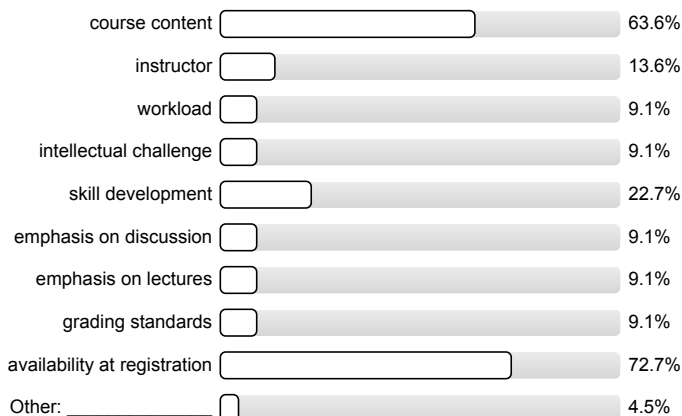 course content 63.6%
instructor 13.6%
workload 9.1%
intellectual challenge 9.1%
skill development 22.7%
emphasis on discussion 9.1%
emphasis on lectures 9.1%
grading standards 9.1%
availability at registration 72.7%
Other: _______________ 4.5%